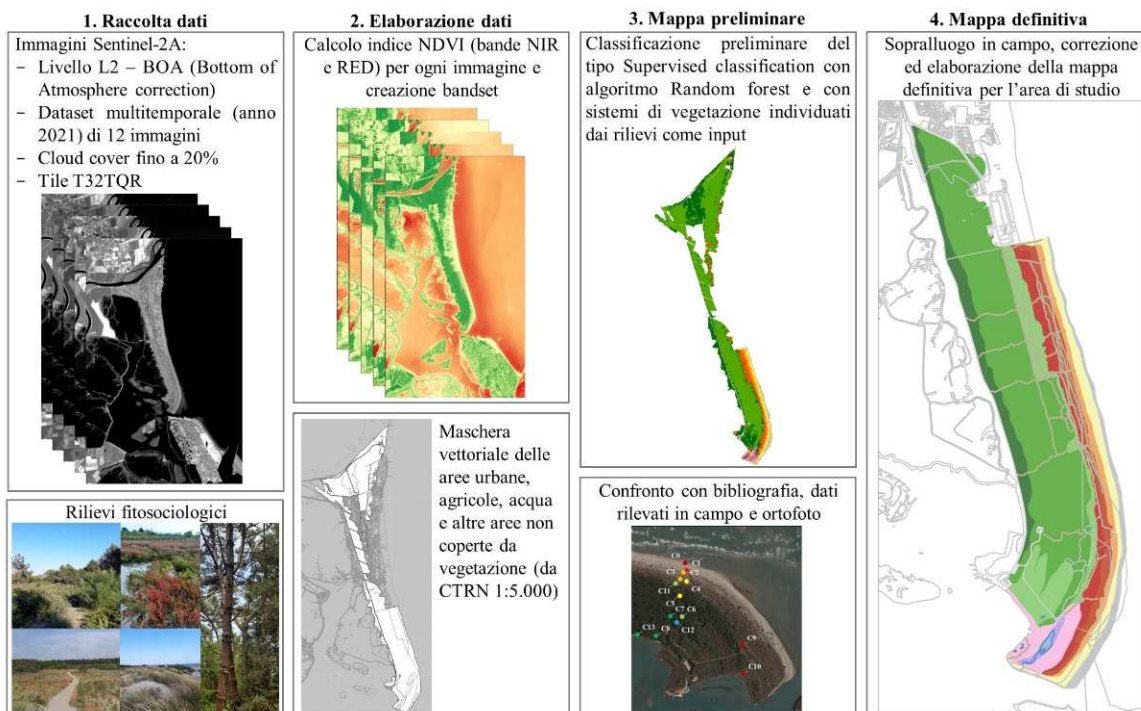 1. Raccolta dati
Immagini Sentinel-2A:
- Livello L2 – BOA (Bottom of
Atmosphere correction)
- Dataset multitemporale (anno
2021) di 12 immagini
- Cloud cover fino a 20%
- Tile T32TQR
Rilievi fitosociologici
2. Elaborazione dati
Calcolo indice NDVI (bande NIR
e RED) per ogni immagine e
creazione bandset
Maschera
vettoriale delle
aree urbane,
agricole, acqua
e altre aree non
coperte da
vegetazione (da
CTRN 1:5.000)
3. Mappa preliminare
Classificazione preliminare del
tipo Supervised classification con
algoritmo Random forest e con
sistemi di vegetazione individuati
dai rilievi come input
Confronto con bibliografia, dati
rilevati in campo e ortofoto
C0
C1
C3 C2
C11 C4
C5
C7 C6
C13 C8 C12
C9
C10
4. Mappa definitiva
Sopralluogo in campo, correzione
ed elaborazione della mappa
definitiva per l'area di studio